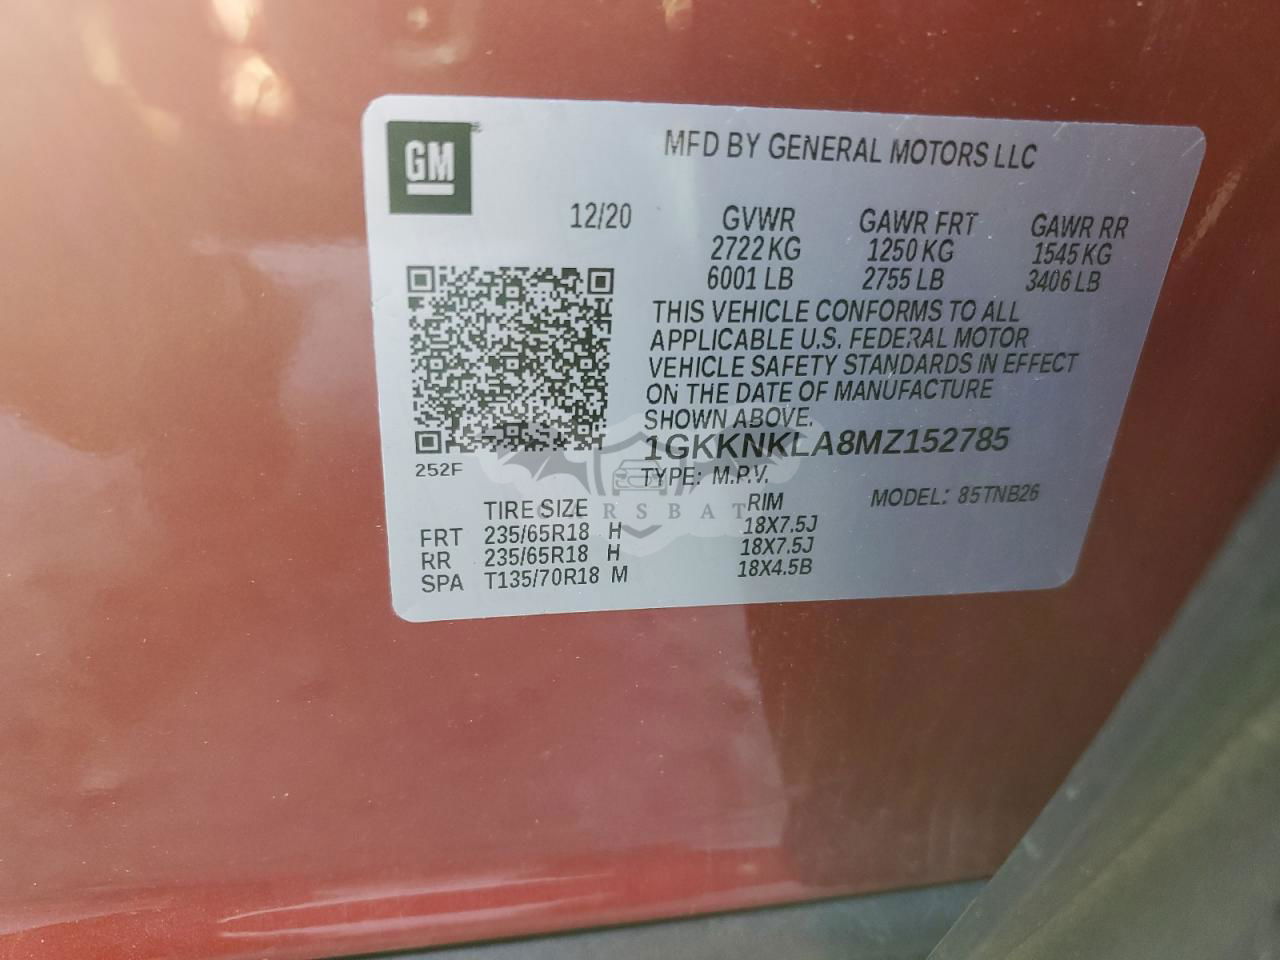 GM
MFD BY GENERAL MOTORS LLC
12/20 GVWR GAWR FRT GAWR RR
2722 KG 1250 KG 1545 KG
6001 LB 2755 LB 3406 LB
THIS VEHICLE CONFORMS TO ALL
APPLICABLE U.S. FEDERAL MOTOR
VEHICLE SAFETY STANDARDS IN EFFECT
ON THE DATE OF MANUFACTURE
SHOWN ABOVE.
1GKKNKLA8MZ152785
252F
TYPE: M.P.V.
MODEL: 85TNB26
TIRE SIZE RIM
FRT 235/65R18 H 18X7.5J
RR 235/65R18 H 18X7.5J
SPA T135/70R18 M 18X4.5B